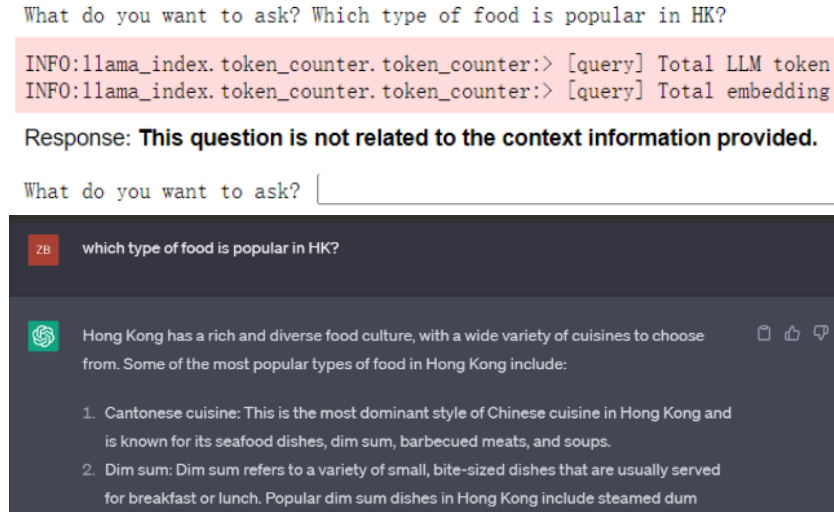 What do you want to ask? Which type of food is popular in HK?
INFO:llama_index.token_counter.token_counter:> [query] Total LLM token
INFO:llama_index.token_counter.token_counter:> [query] Total embedding
Response: This question is not related to the context information provided.
What do you want to ask?
ZB
which type of food is popular in HK?
Hong Kong has a rich and diverse food culture, with a wide variety of cuisines to choose
from. Some of the most popular types of food in Hong Kong include:
1. Cantonese cuisine: This is the most dominant style of Chinese cuisine in Hong Kong and
is known for its seafood dishes, dim sum, barbecued meats, and soups.
2. Dim sum: Dim sum refers to a variety of small, bite-sized dishes that are usually served
for breakfast or lunch. Popular dim sum dishes in Hong Kong include steamed dum